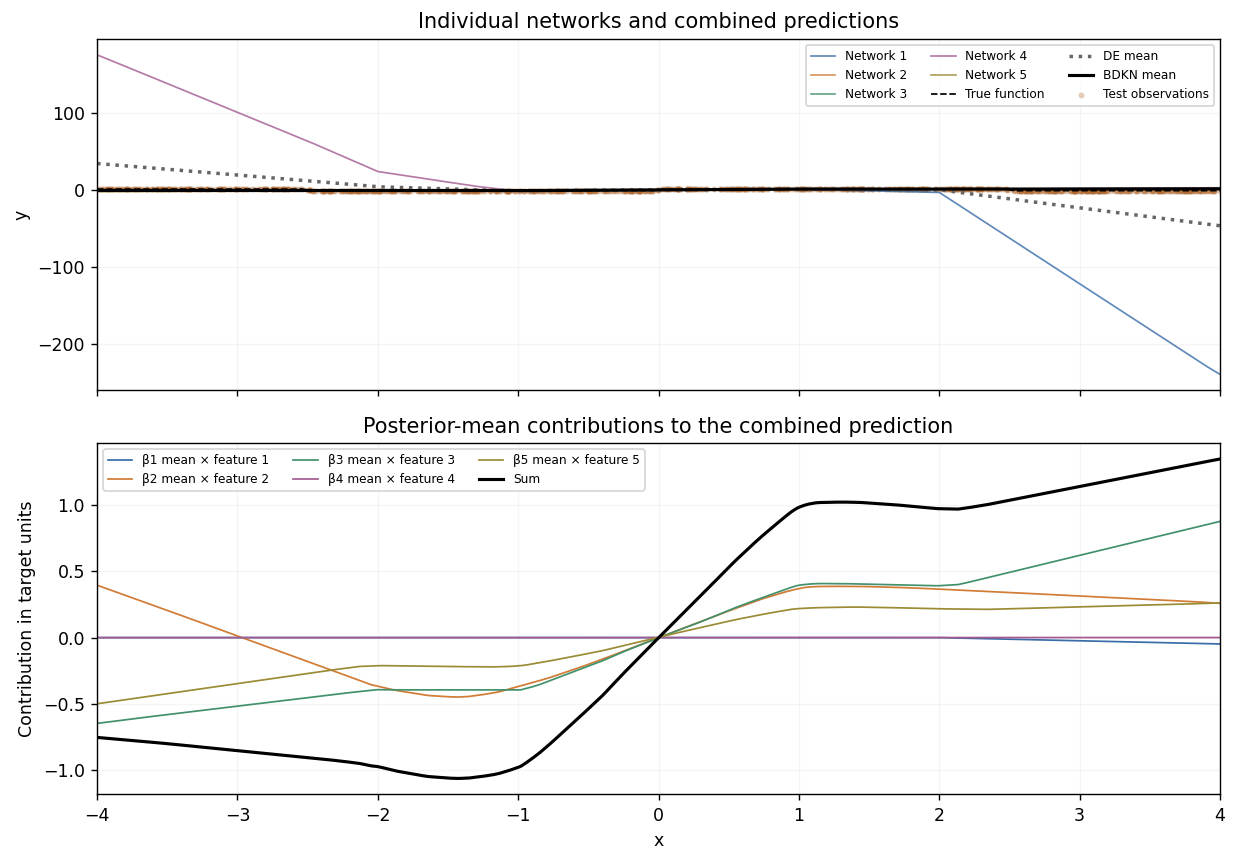 Individual networks and combined predictions
Network 1 Network 4 DE mean
Network 2 Network 5 BDKN mean
Network 3 True function Test observations
100
0
−100
−200
y
Posterior-mean contributions to the combined prediction
β1 mean × feature 1 β3 mean × feature 3 β5 mean × feature 5
β2 mean × feature 2 β4 mean × feature 4 Sum
1.0
0.5
0.0
−0.5
−1.0
Contribution in target units
−4 −3 −2 −1 0 1 2 3 4
x